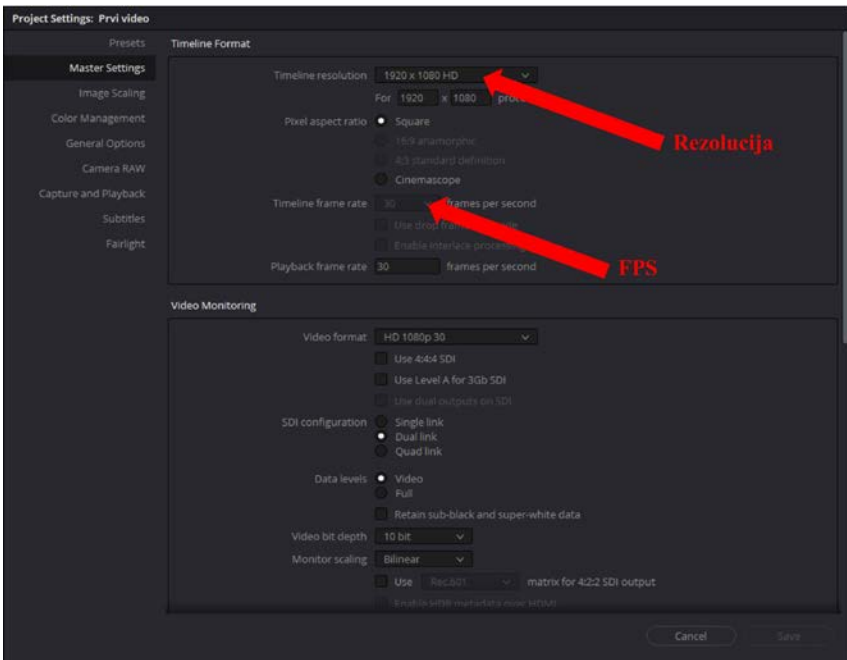 Project Settings: Prvi video
Presets
Master Settings
Image Scaling
Color Management
General Options
Camera RAW
Capture and Playback
Subtitles
Fairlight
Timeline Format
Timeline resolution 1920 x 1080 HD
For 1920 x 1080
Rezolucija
Pixel aspect ratio Square
16:9 anamorphic
4:3 standard definition
Cinemascope
Timeline frame rate 30 frames per second
Use drop
Enable interlace processing
FPS
Playback frame rate 30 frames per second
Video Monitoring
Video format HD 1080p 30
Use 4:4:4 SDI
Use Level A for 3Gb SDI
Use dual outputs on SDI
SDI configuration Single link
Dual link
Quad link
Data levels Video
Full
Retain sub-black and super-white data
Video bit depth 10 bit
Monitor scaling Bilinear
Use Rec.601 matrix for 4:2:2 SDI output
Enable HDR metadata over HDMI
Cancel Save